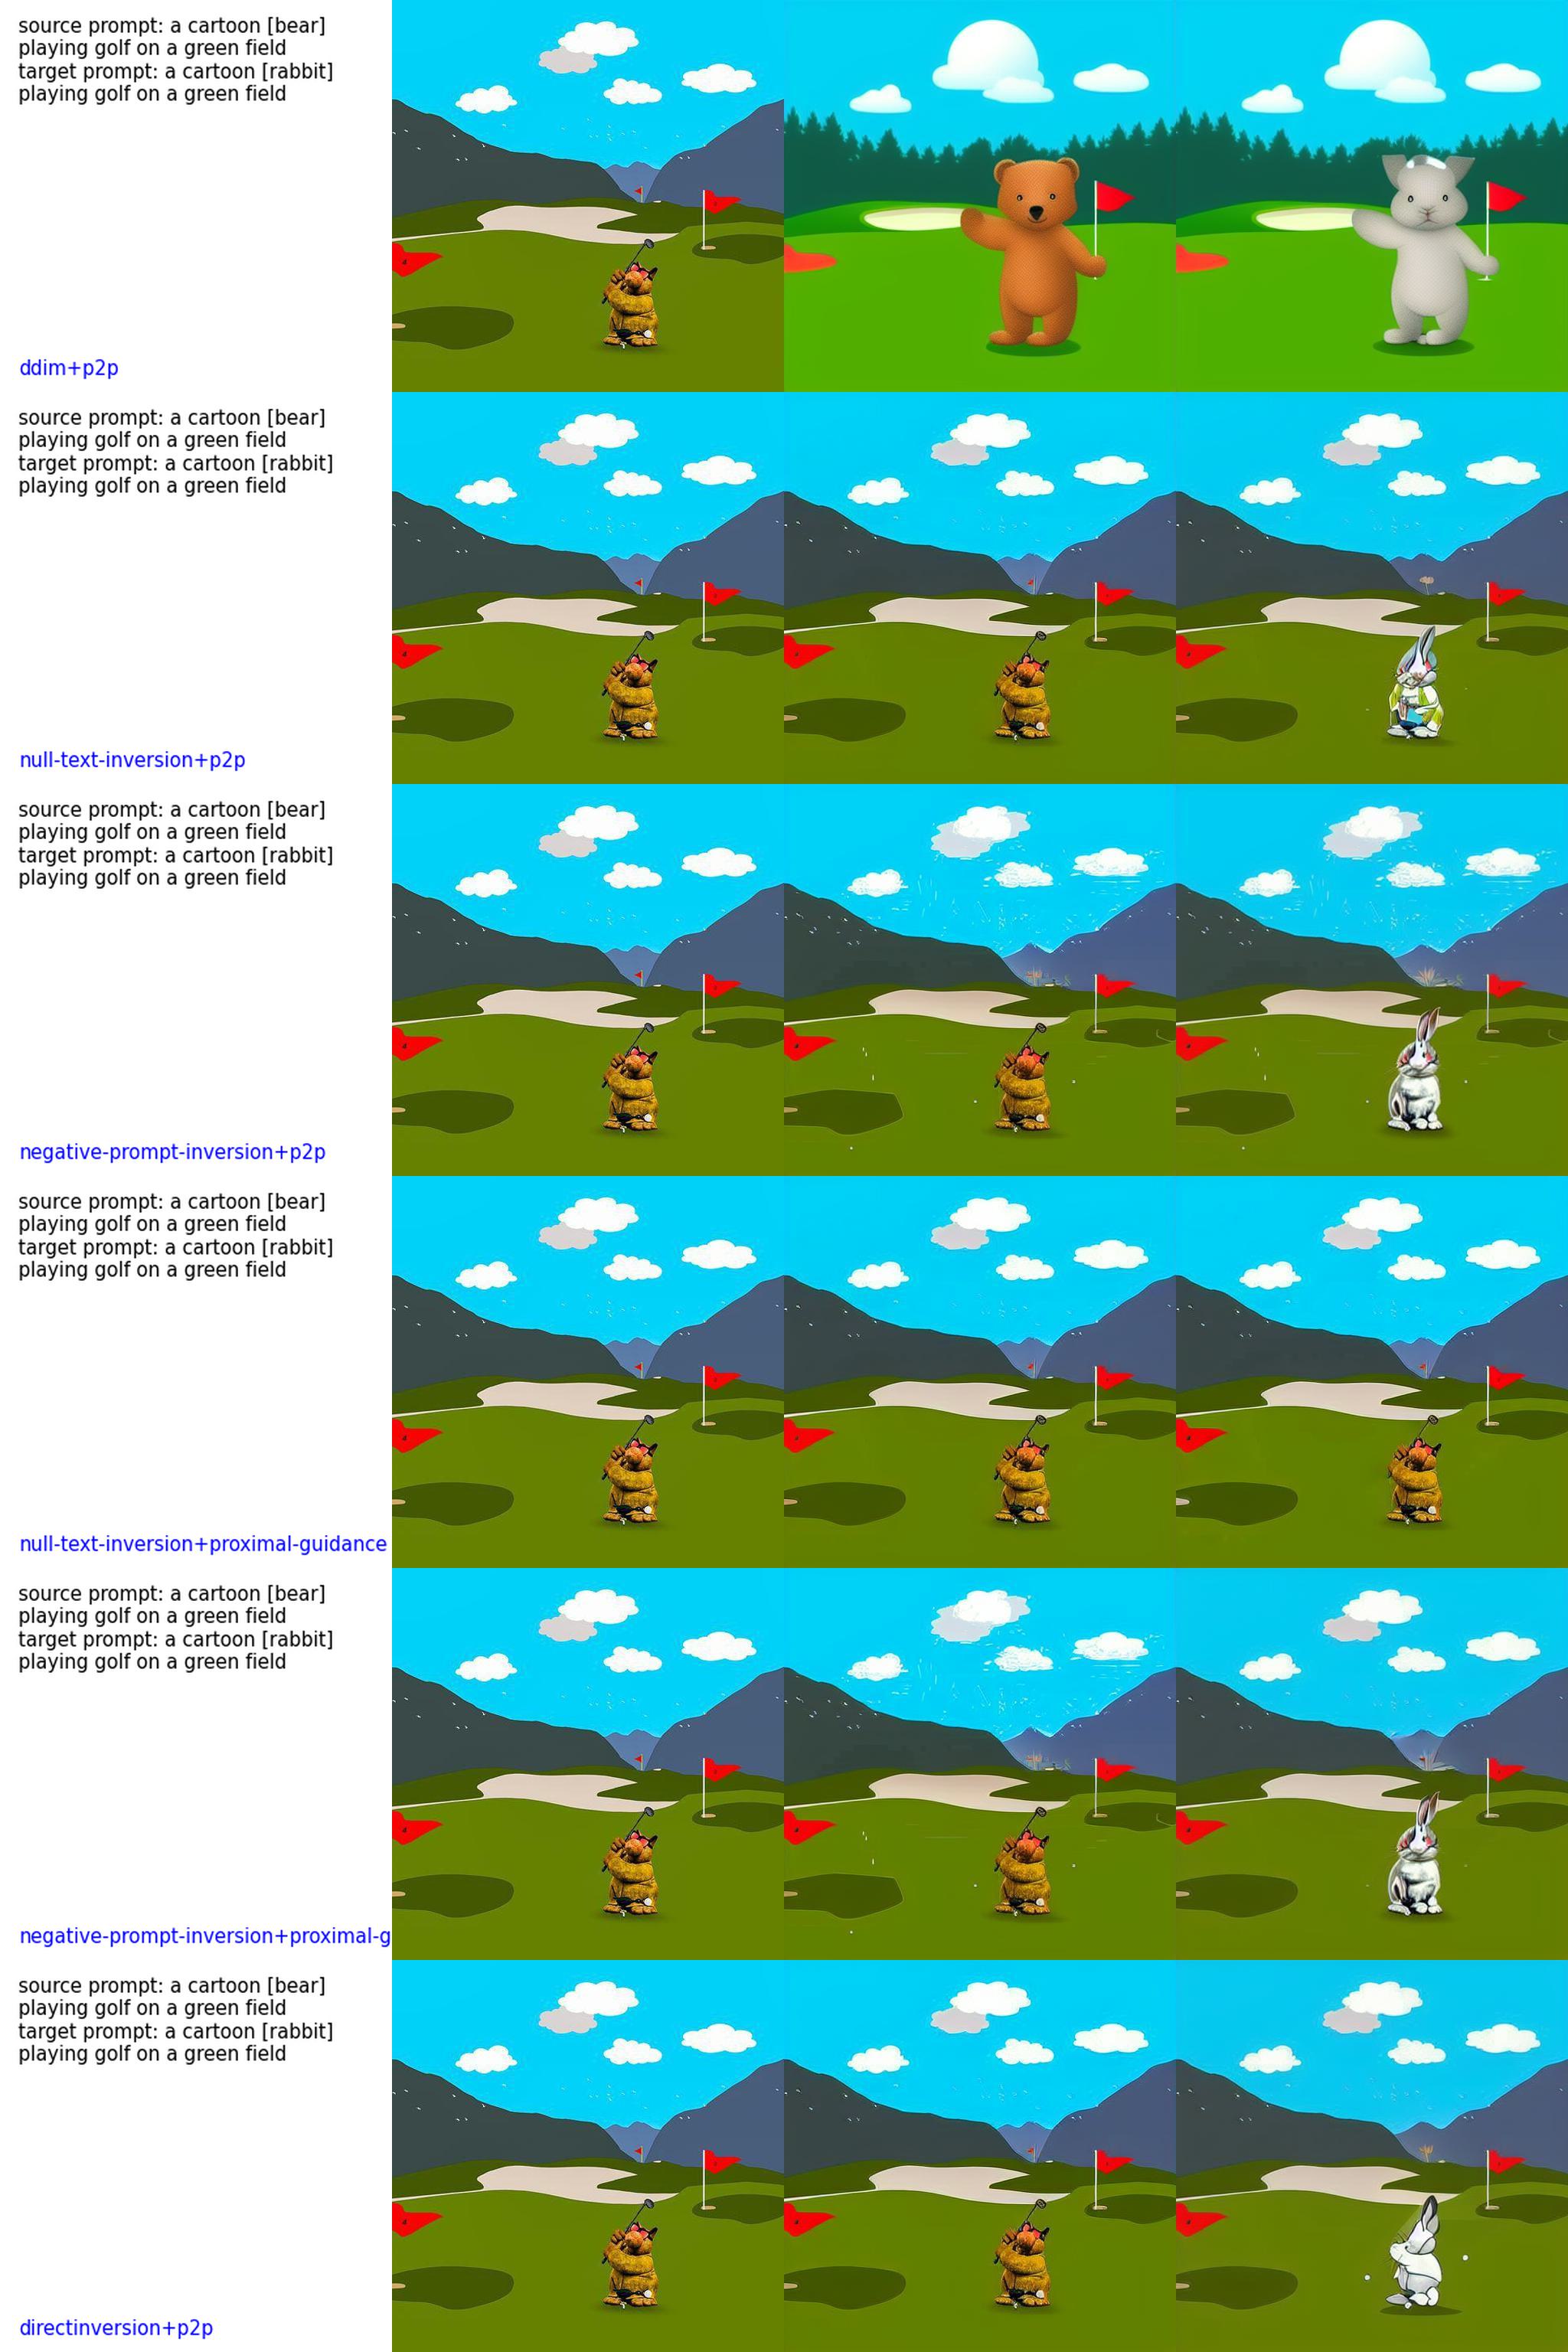 source prompt: a cartoon [bear]
playing golf on a green field
target prompt: a cartoon [rabbit]
playing golf on a green field
ddim+p2p
source prompt: a cartoon [bear]
playing golf on a green field
target prompt: a cartoon [rabbit]
playing golf on a green field
null-text-inversion+p2p
source prompt: a cartoon [bear]
playing golf on a green field
target prompt: a cartoon [rabbit]
playing golf on a green field
negative-prompt-inversion+p2p
source prompt: a cartoon [bear]
playing golf on a green field
target prompt: a cartoon [rabbit]
playing golf on a green field
null-text-inversion+proximal-guidance
source prompt: a cartoon [bear]
playing golf on a green field
target prompt: a cartoon [rabbit]
playing golf on a green field
negative-prompt-inversion+proximal-g
source prompt: a cartoon [bear]
playing golf on a green field
target prompt: a cartoon [rabbit]
playing golf on a green field
directinversion+p2p